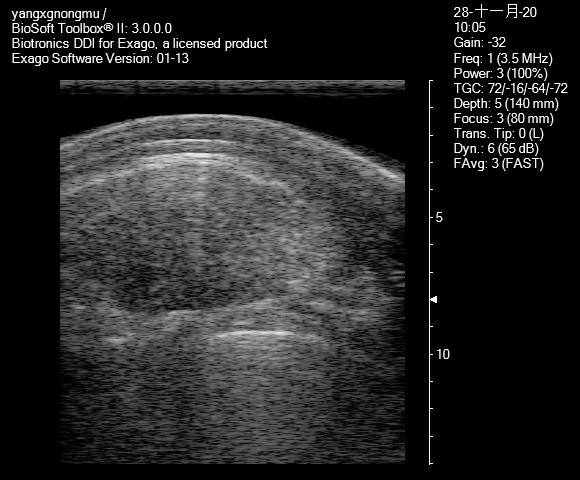 yangxgnongmu /
BioSoft Toolbox® II: 3.0.0.0
Biotronics DDI for Exago, a licensed product
Exago Software Version: 01-13
28-十一月-20
10:05
Gain: -32
Freq: 1 (3.5 MHz)
Power: 3 (100%)
TGC: 72/-16/-64/-72
Depth: 5 (140 mm)
Focus: 3 (80 mm)
Trans. Tip: 0 (L)
Dyn.: 6 (65 dB)
FAvg: 3 (FAST)
5
10